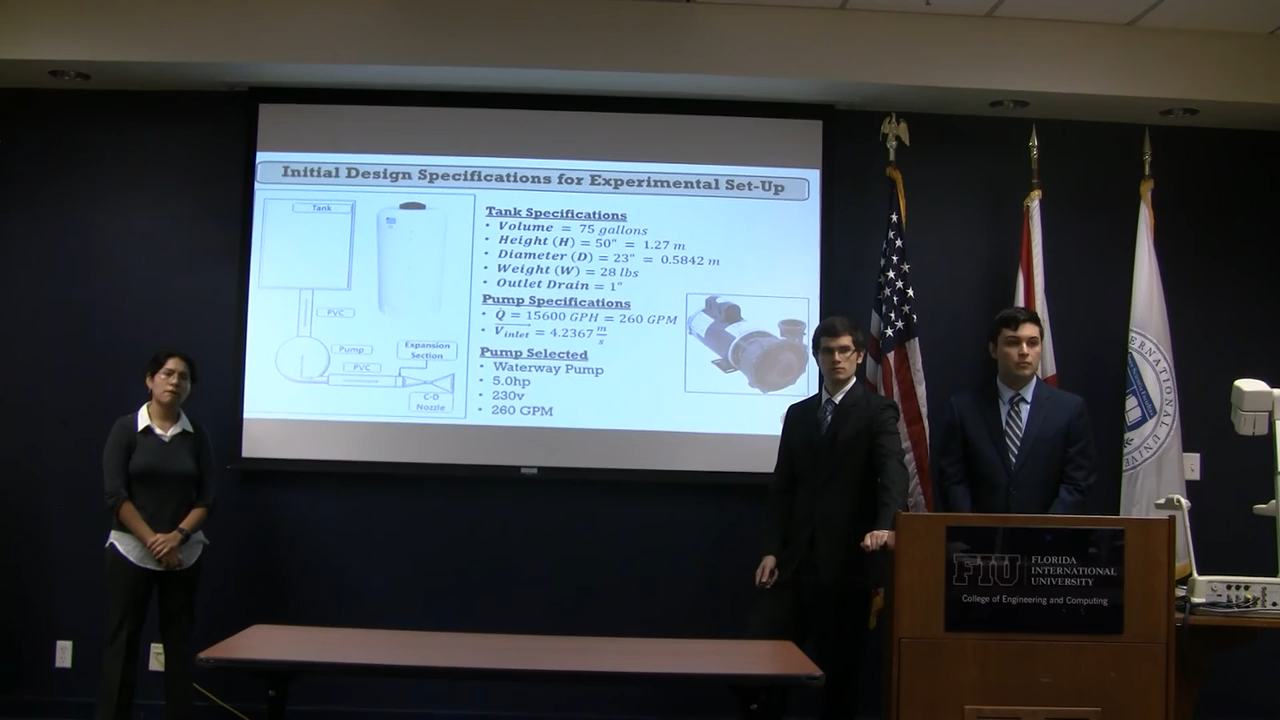 Initial Design Specifications for Experimental Set-Up
Tank
PVC
Pump
PVC
Expansion
Section
C-D
Nozzle
Tank Specifications
• Volume = 75 gallons
• Height (H) = 50" = 1.27 m
• Diameter (D) = 23" = 0.5842 m
• Weight (W) = 28 lbs
• Outlet Drain = 1"
Pump Specifications
• Q̇ = 15600 GPH = 260 GPM
• V⃗inlet = 4.2367 m/s
Pump Selected
• Waterway Pump
• 5.0hp
• 230v
• 260 GPM
FIU
FLORIDA
INTERNATIONAL
UNIVERSITY
College of Engineering and Computing